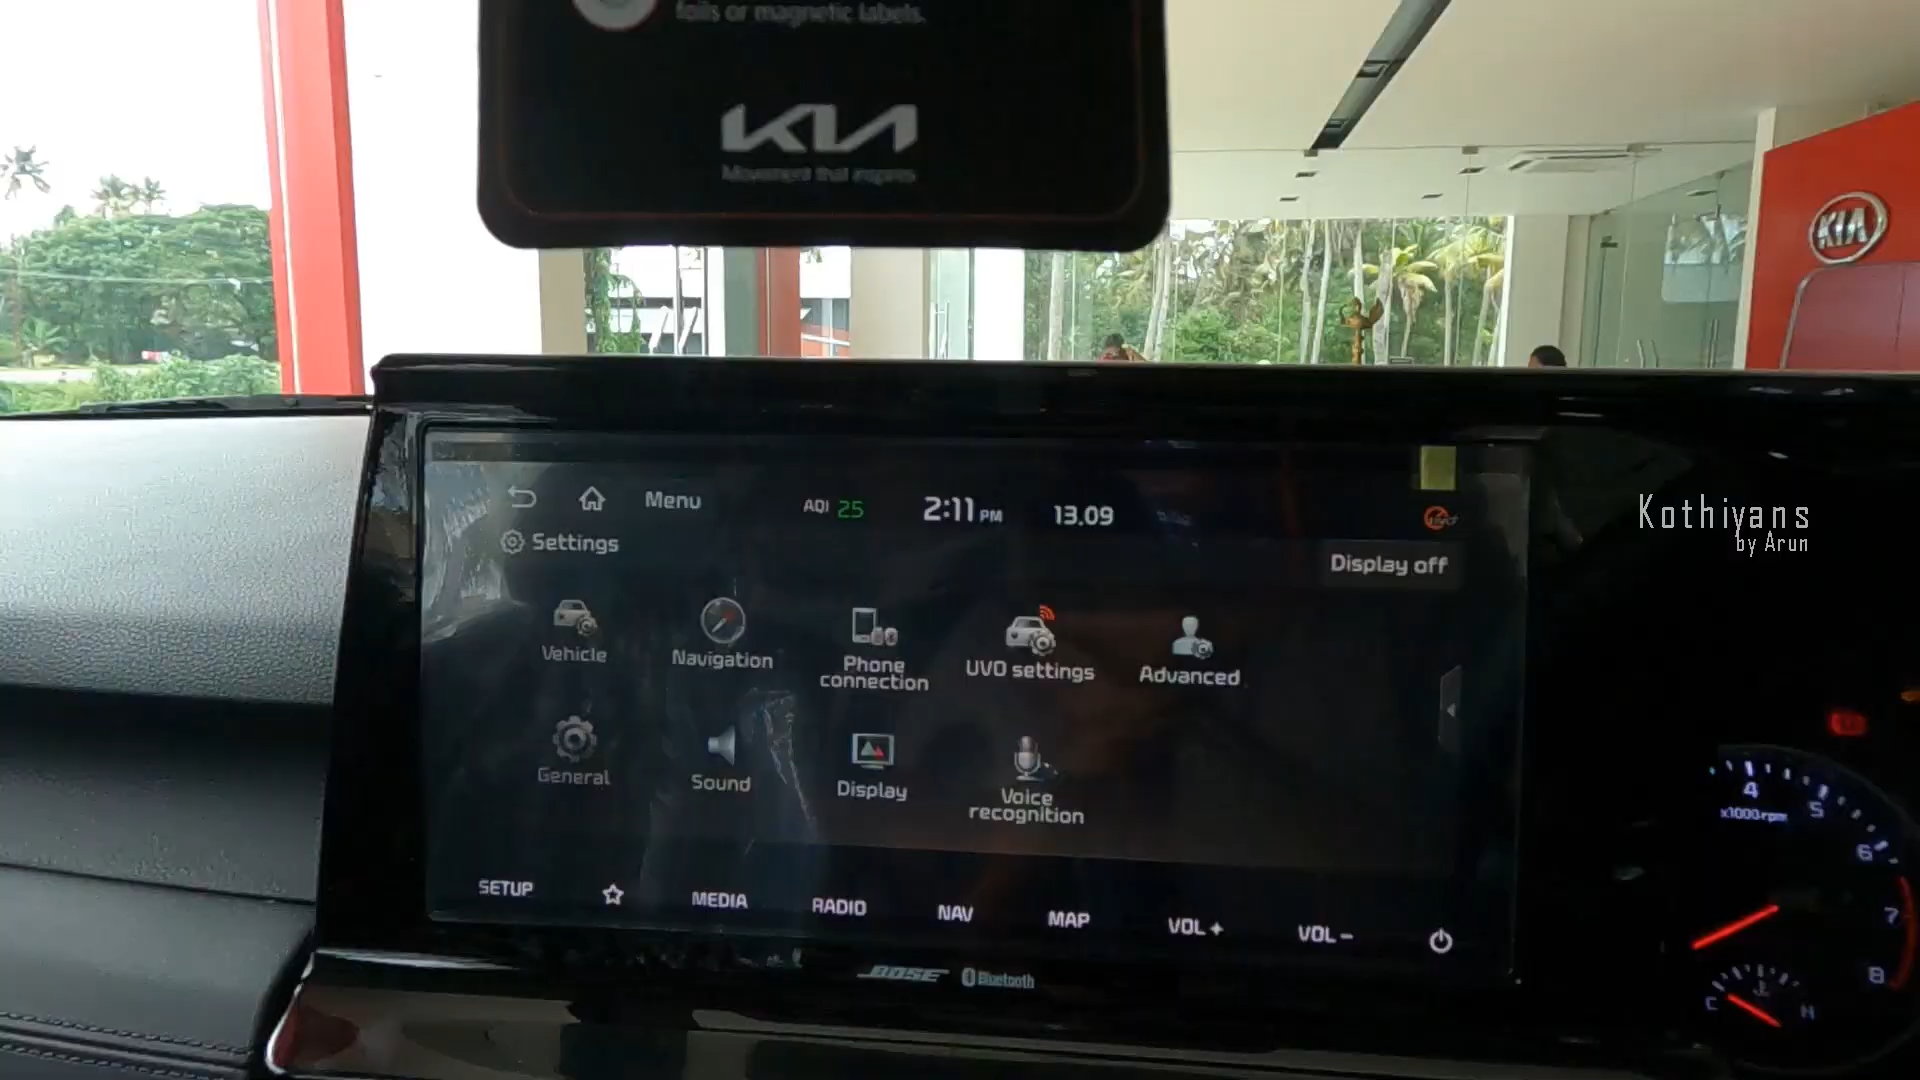 foils or magnetic labels.
KIA
Movement that inspires
KIA
Menu
AQI 25
2:11 PM
13.09
Settings
Display off
Kothiyans
by Arun
Vehicle
Navigation
Phone
connection
UVO settings
Advanced
General
Sound
Display
Voice
recognition
4
5
6
7
8
x1000rpm
C
H
SETUP
MEDIA
RADIO
NAV
MAP
VOL +
VOL -
BOSE
Bluetooth